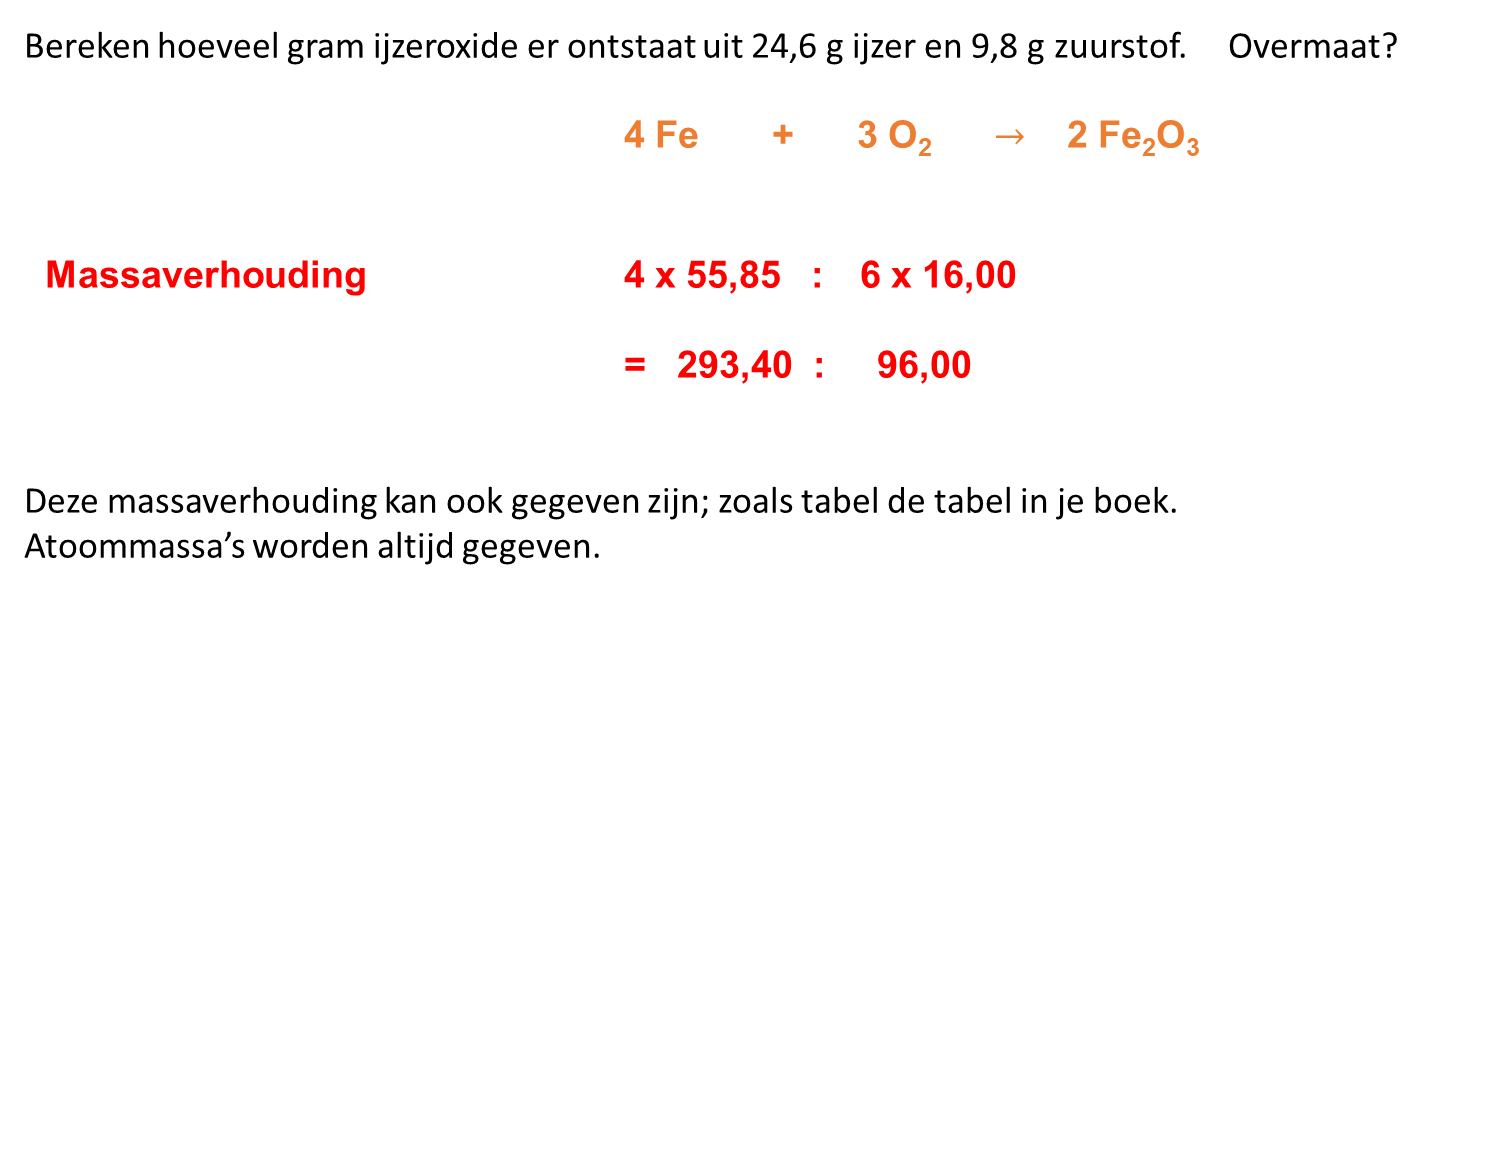 Bereken hoeveel gram ijzeroxide er ontstaat uit 24,6 g ijzer en 9,8 g zuurstof. Overmaat?
4 Fe + 3 O₂ → 2 Fe₂O₃
Massaverhouding 4 x 55,85 : 6 x 16,00
= 293,40 : 96,00
Deze massaverhouding kan ook gegeven zijn; zoals tabel de tabel in je boek.
Atoommassa’s worden altijd gegeven.